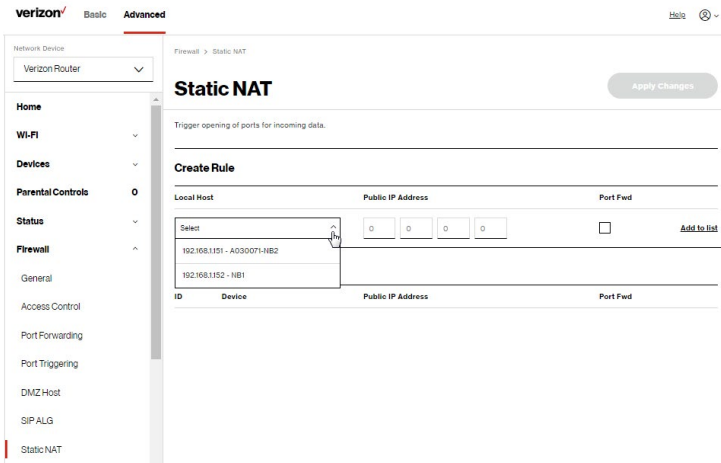 verizon Basic Advanced Help
Network Device
Verizon Router
Home
Wi-Fi
Devices
Parental Controls 0
Status
Firewall
General
Access Control
Port Forwarding
Port Triggering
DMZ Host
SIP ALG
Static NAT
Firewall > Static NAT
Static NAT Apply Changes
Trigger opening of ports for incoming data.
Create Rule
Local Host Public IP Address Port Fwd
Select 0 0 0 0 Add to list
192.168.1.151 - A030071-NB2
192.168.1.152 - NB1
ID Device Public IP Address Port Fwd